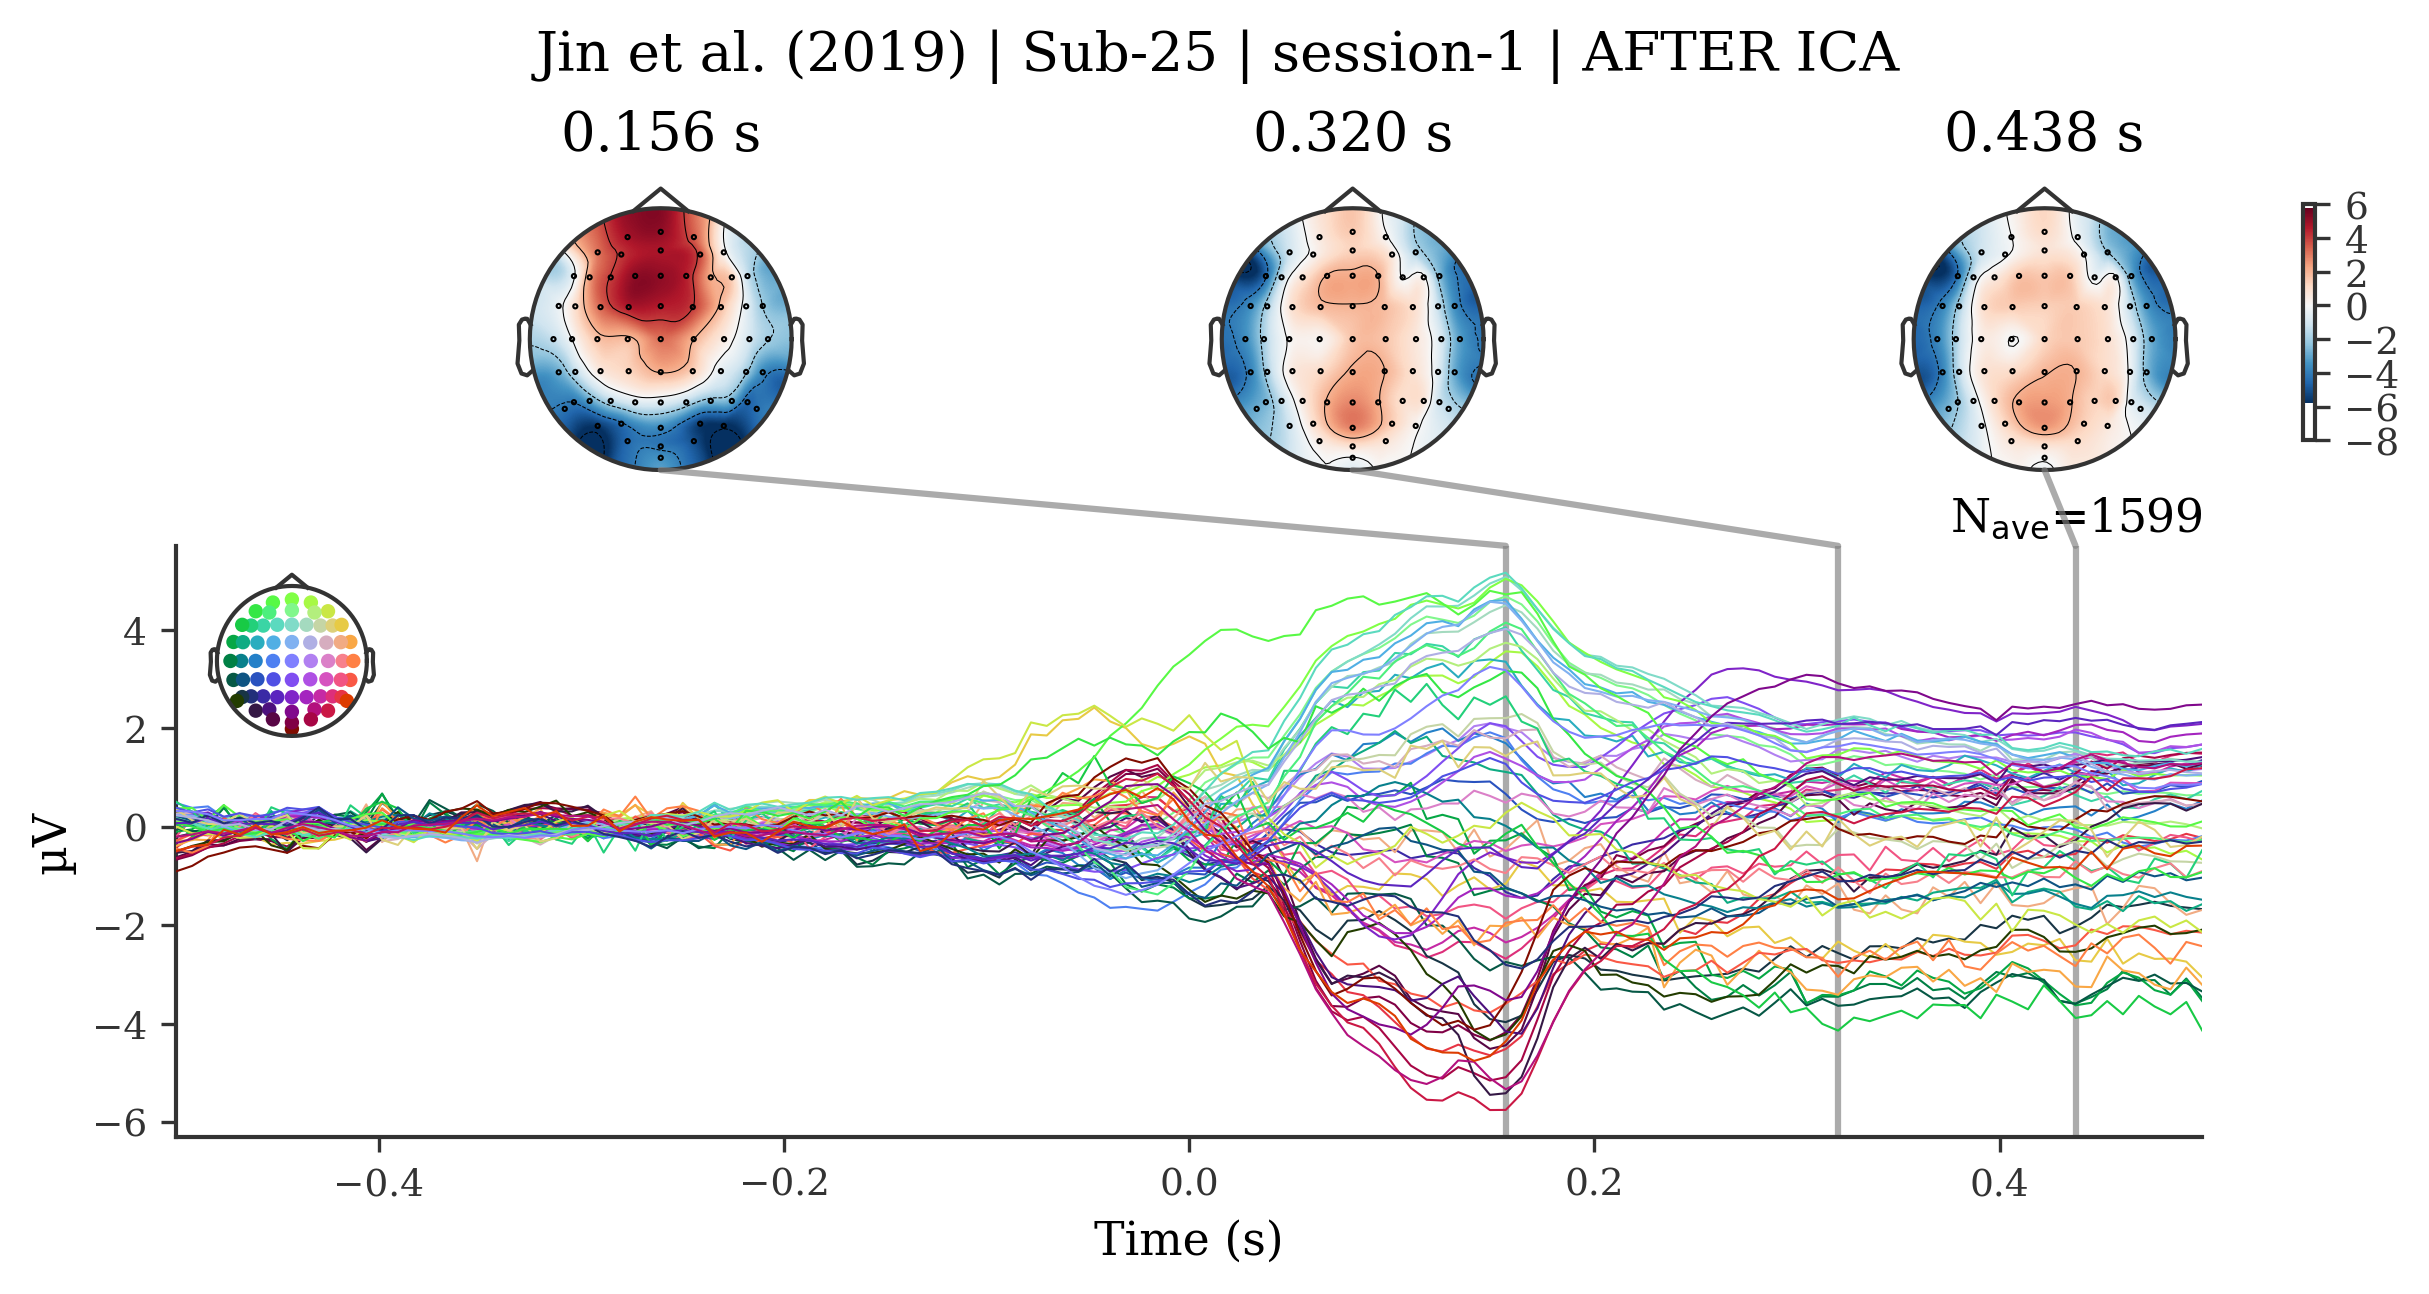 Jin et al. (2019) | Sub-25 | session-1 | AFTER ICA
0.156 s
0.320 s
0.438 s
6
4
2
0
−2
−4
−6
−8
Nave=1599
4
2
0
−2
−4
−6
µV
−0.4
−0.2
0.0
0.2
0.4
Time (s)